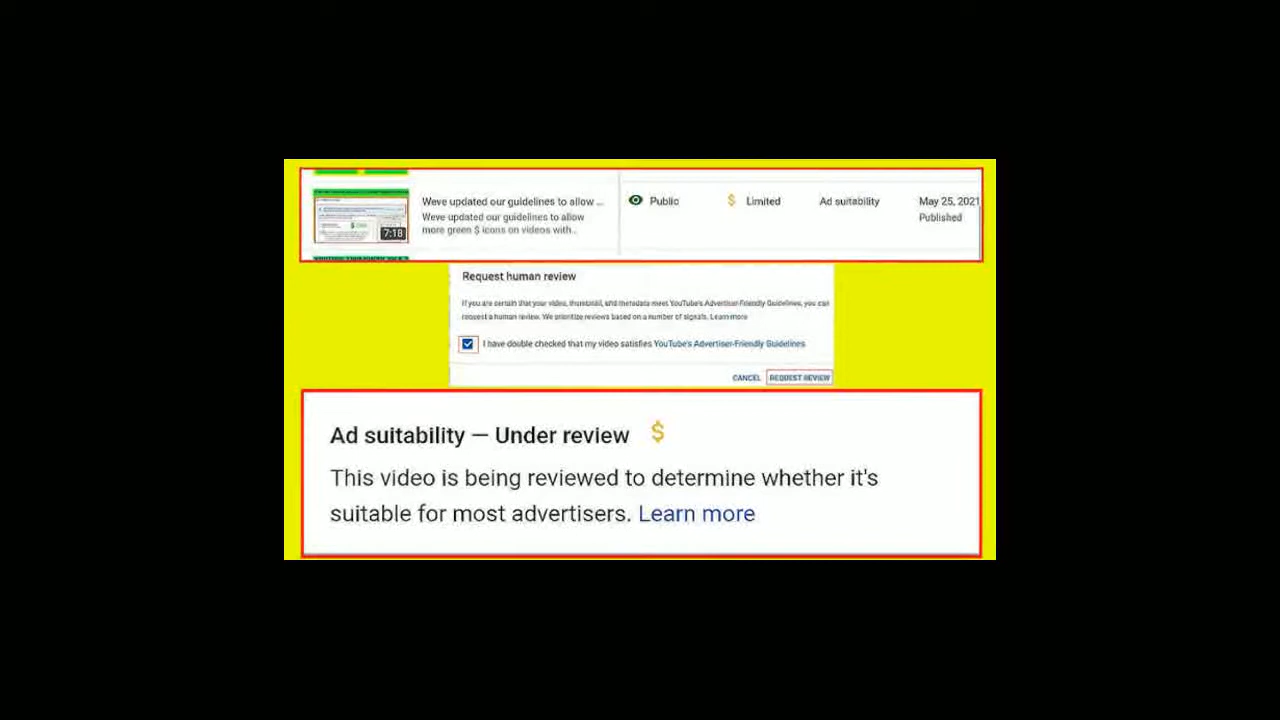 Weve updated our guidelines to allow ...
Weve updated our guidelines to allow
more green $ icons on videos with..
7:18
Public
$ Limited
Ad suitability
May 25, 2021
Published
Request human review
If you are certain that your video, thumbnail, and metadata meet YouTube's Advertiser-Friendly Guidelines, you can
request a human review. We prioritize reviews based on a number of signals. Learn more
I have double checked that my video satisfies YouTube's Advertiser-Friendly Guidelines
CANCEL REQUEST REVIEW
Ad suitability — Under review $
This video is being reviewed to determine whether it's
suitable for most advertisers. Learn more